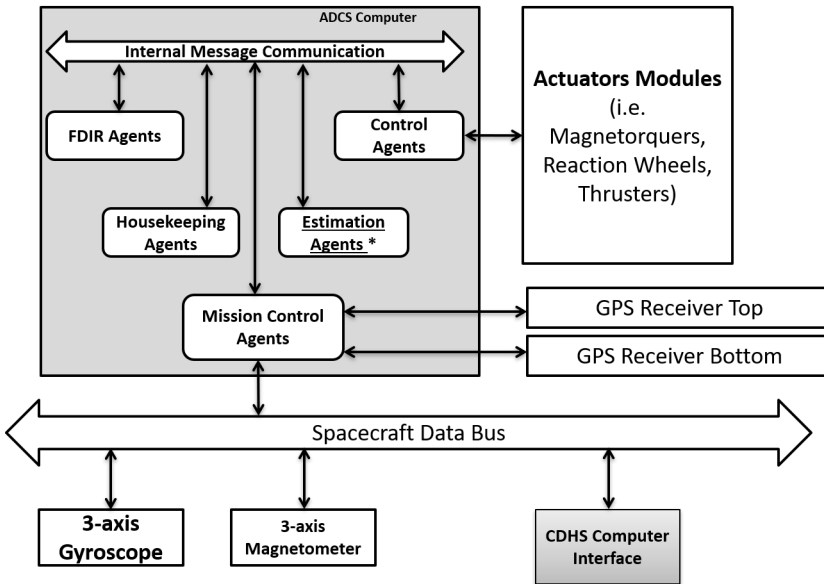 ADCS Computer
Internal Message Communication
FDIR Agents
Control
Agents
Actuators Modules
(i.e.
Magnetorquers,
Reaction Wheels,
Thrusters)
Housekeeping
Agents
Estimation
Agents *
Mission Control
Agents
GPS Receiver Top
GPS Receiver Bottom
Spacecraft Data Bus
3-axis
Gyroscope
3-axis
Magnetometer
CDHS Computer
Interface